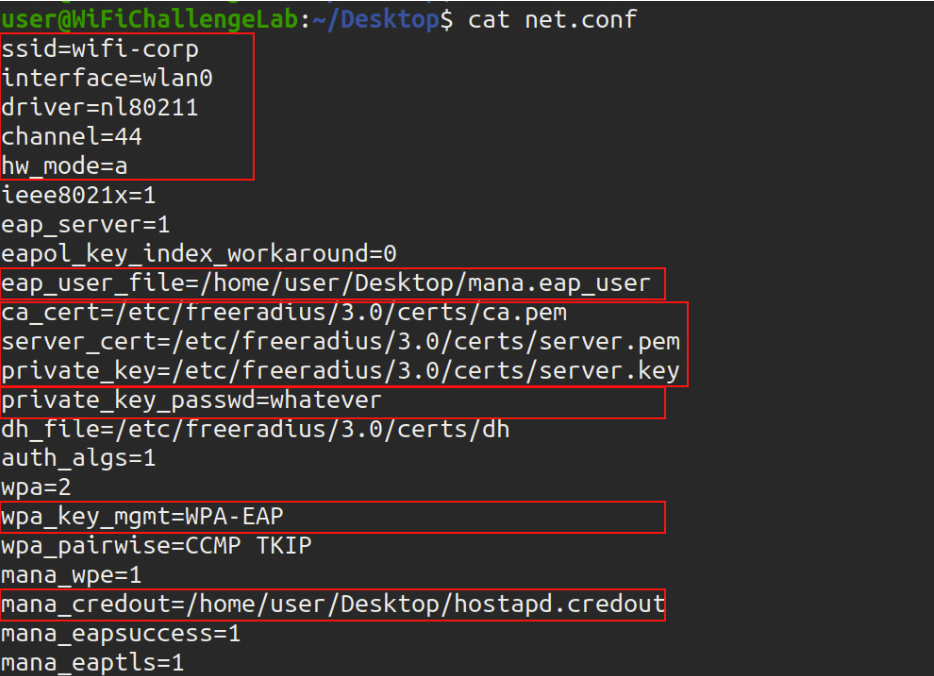 user@WiFiChallengeLab:~/Desktop$ cat net.conf
ssid=wifi-corp
interface=wlan0
driver=nl80211
channel=44
hw_mode=a
ieee8021x=1
eap_server=1
eapol_key_index_workaround=0
eap_user_file=/home/user/Desktop/mana.eap_user
ca_cert=/etc/freeradius/3.0/certs/ca.pem
server_cert=/etc/freeradius/3.0/certs/server.pem
private_key=/etc/freeradius/3.0/certs/server.key
private_key_passwd=whatever
dh_file=/etc/freeradius/3.0/certs/dh
auth_algs=1
wpa=2
wpa_key_mgmt=WPA-EAP
wpa_pairwise=CCMP TKIP
mana_wpe=1
mana_credout=/home/user/Desktop/hostapd.credout
mana_eapsuccess=1
mana_eaptls=1